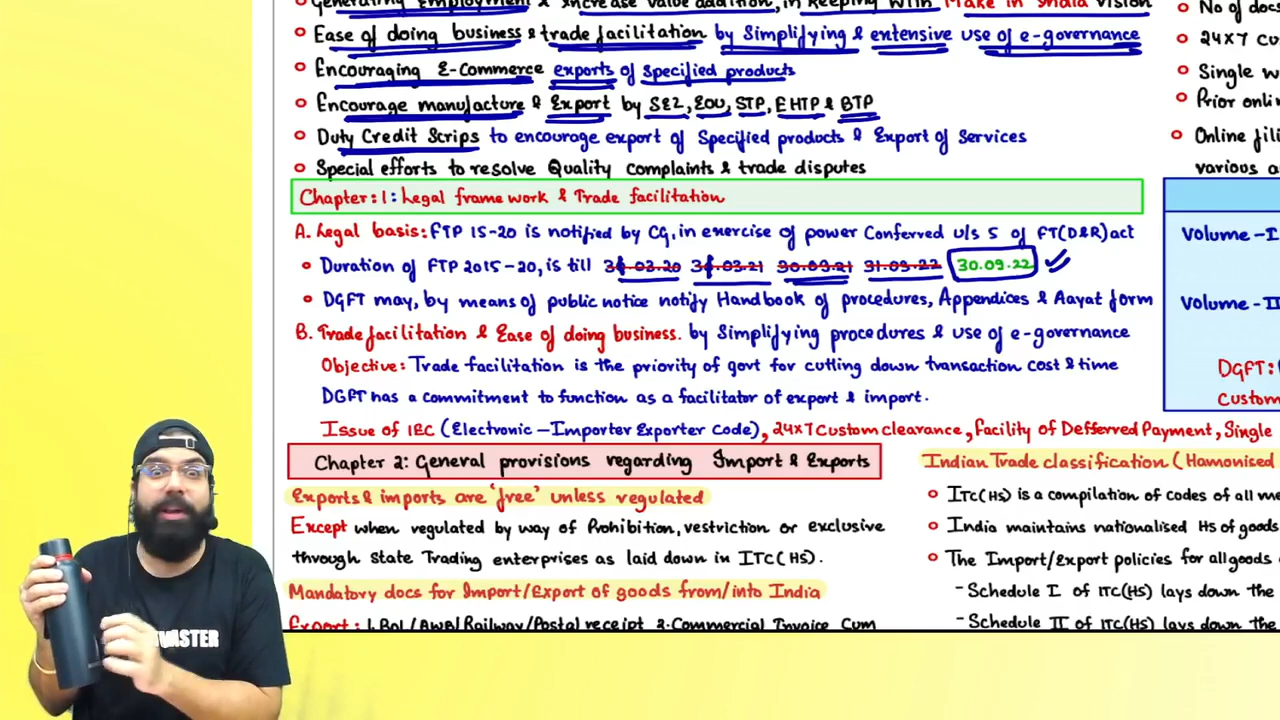 Generating Employment & Increase value addition, in keeping with Make in India vision
Ease of doing business & trade facilitation by Simplifying & extensive use of e-governance
Encouraging E-Commerce exports of specified products
Encourage manufacture & Export by SEZ, EOU, STP, EHTP & BTP
Duty Credit Scrips to encourage export of Specified products & Export of Services
Special efforts to resolve Quality complaints & trade disputes
Chapter:1: Legal frame work & Trade facilitation
A. Legal basis: FTP 15-20 is notified by CG, in exercise of power Conferred u/s 5 of FT(D&R) act
Duration of FTP 2015-20, is till 31.03.20 31.03.21 30.09.21 31.03.22 30.09.22
DGFT may, by means of public notice notify Handbook of procedures, Appendices & Aayat form
B. Trade facilitation & Ease of doing business. by Simplifying procedures & use of e-governance
Objective: Trade facilitation is the priority of govt for cutting down transaction cost & time
DGFT has a commitment to function as a facilitator of export & import.
Issue of IEC (Electronic-Importer Exporter Code), 24x7 Custom clearance, Facility of Defferred Payment, Single
Chapter 2: General provisions regarding Import & Exports
Exports & imports are 'free' unless regulated
Except when regulated by way of Prohibition, restriction or exclusive
through State Trading enterprises as laid down in ITC(HS).
Mandatory docs for Import/Export of goods from/into India
Export: 1. Bol/AWB/Railway/Postal receipt 2. Commercial Invoice Cum
No of docs
24x7 Cu
Single w
Prior onli
Online fili
various a
Volume-I
Volume-II
DGFT:
Custom
Indian Trade classification (Hamonised
ITC(HS) is a compilation of codes of all me
India maintains nationalised Hs of goods
The Import/export policies for all goods
- Schedule I of ITC(HS) lays down the
- Schedule II of ITC(HS) lays down the
MASTER